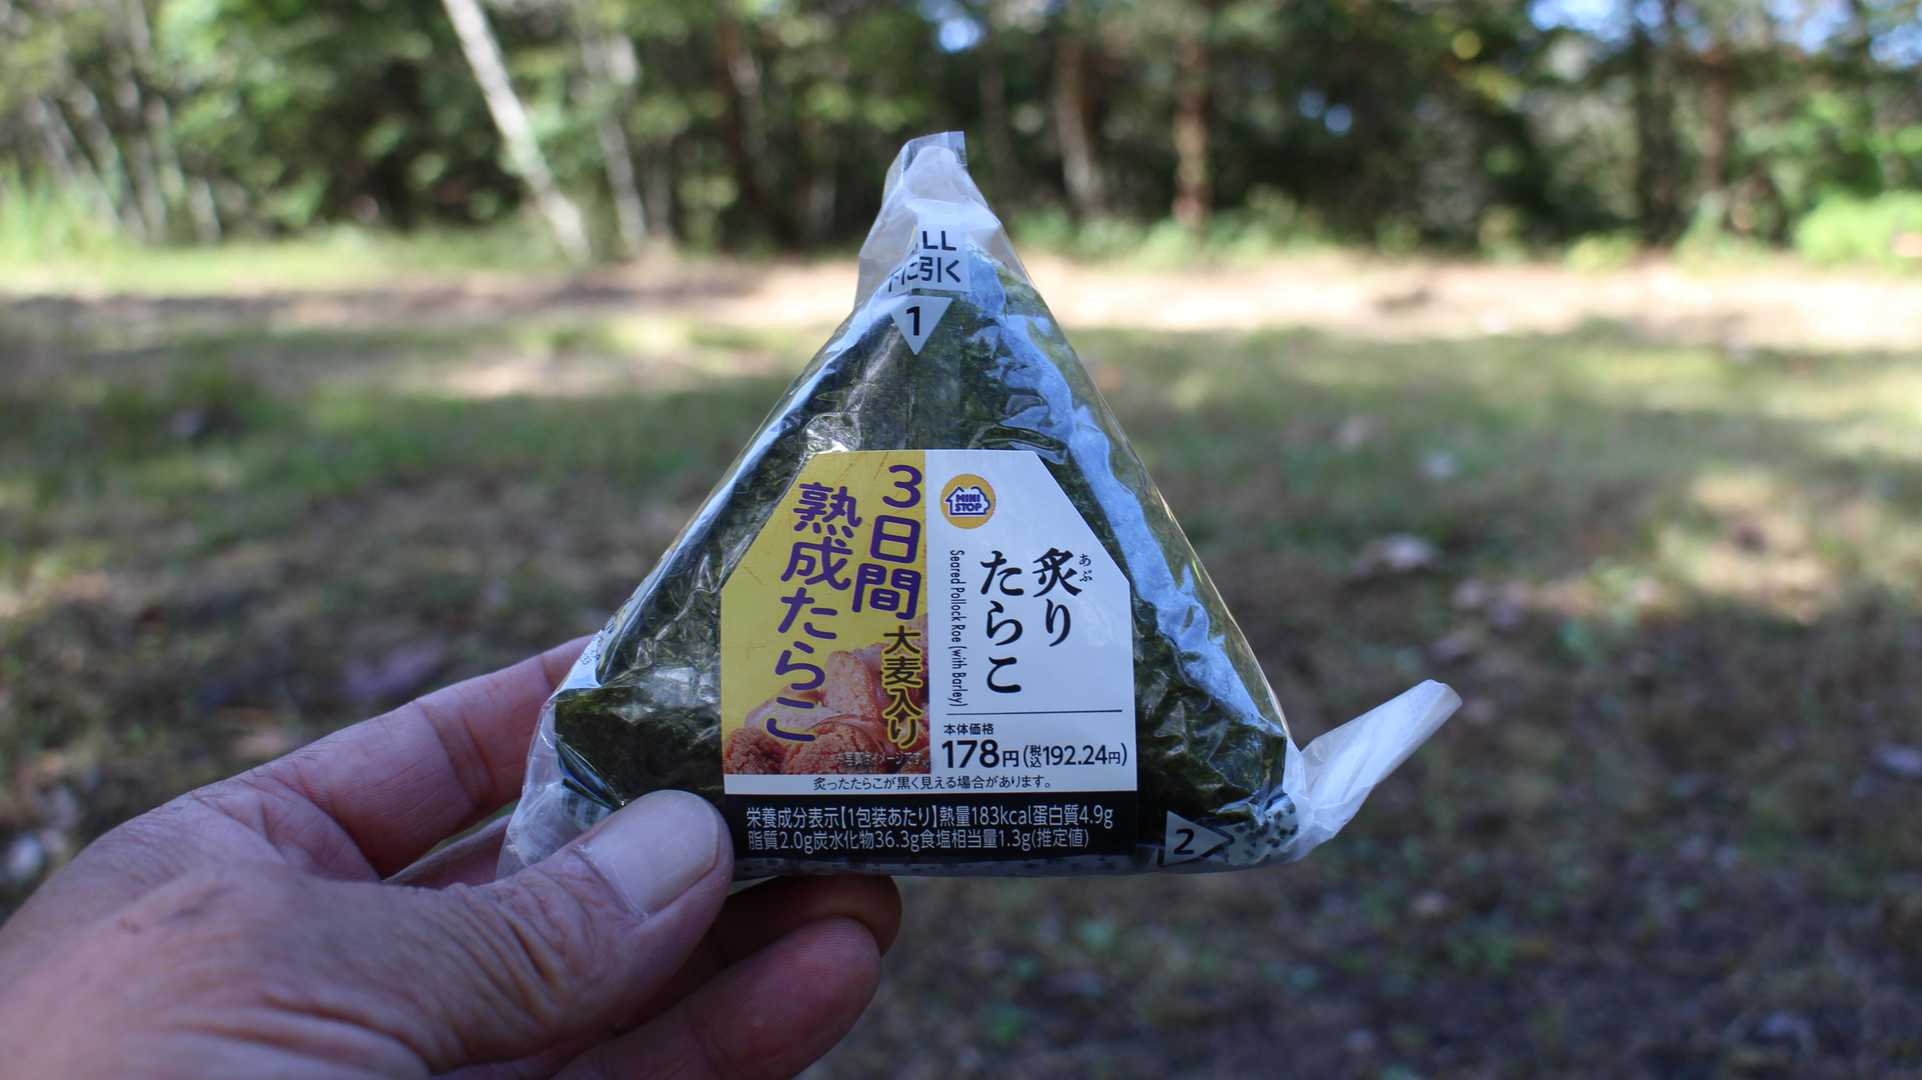 LL
に引く
1
3日間
熟成たらこ
大麦入り
MINI
STOP
あぶ
炙り
たらこ
Seared Pollock Roe (with Barley)
本体価格
178円(税込192.24円)
炙ったたらこが黒く見える場合があります。
栄養成分表示【1包装あたり】熱量183kcal蛋白質4.9g
脂質2.0g炭水化物36.3g食塩相当量1.3g(推定値)
2